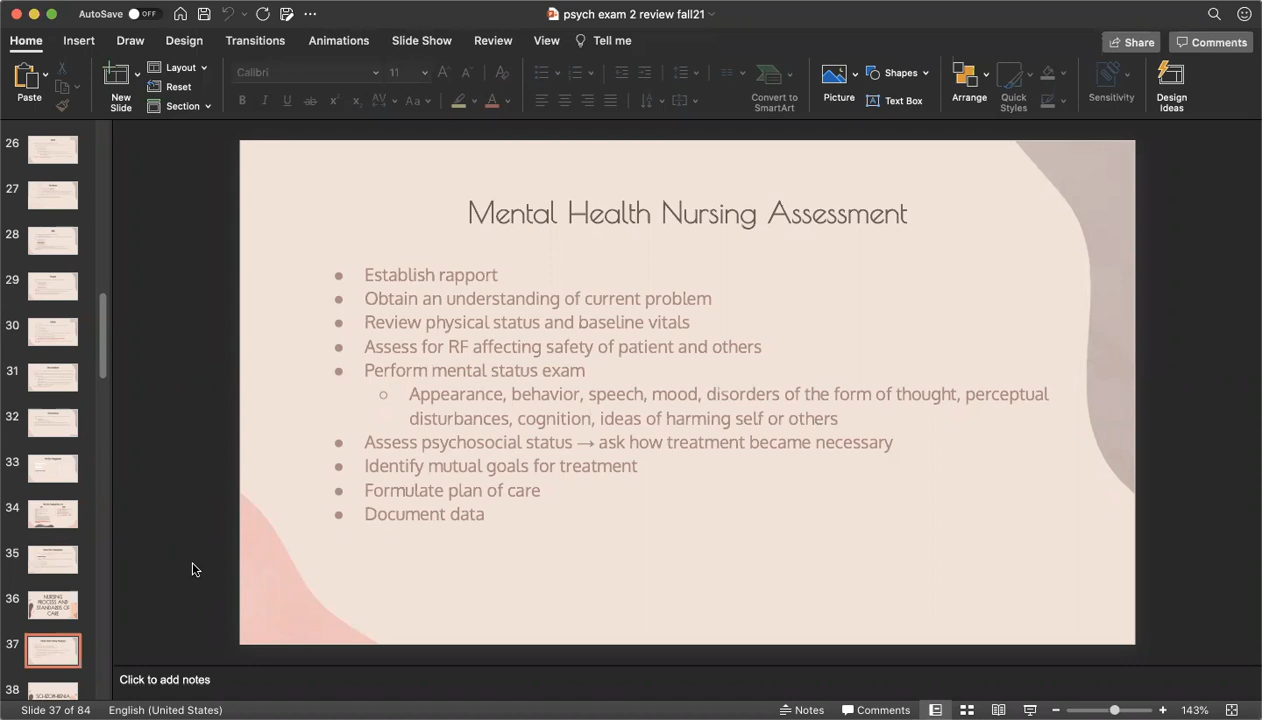 AutoSave OFF
psych exam 2 review fall21
Home Insert Draw Design Transitions Animations Slide Show Review View Tell me
Share Comments
Paste
New Slide
Layout
Reset
Section
Calibri 11
Convert to SmartArt
Picture
Shapes
Text Box
Arrange
Quick Styles
Sensitivity
Design Ideas
26
27
28
29
30
31
32
33
34
35
36
NURSING
PROCESS AND
STANDARDS OF
CARE
37
38
SCHIZOPHRENIA
Mental Health Nursing Assessment
● Establish rapport
● Obtain an understanding of current problem
● Review physical status and baseline vitals
● Assess for RF affecting safety of patient and others
● Perform mental status exam
○ Appearance, behavior, speech, mood, disorders of the form of thought, perceptual
disturbances, cognition, ideas of harming self or others
● Assess psychosocial status → ask how treatment became necessary
● Identify mutual goals for treatment
● Formulate plan of care
● Document data
Click to add notes
Slide 37 of 84 English (United States) Notes Comments 143%